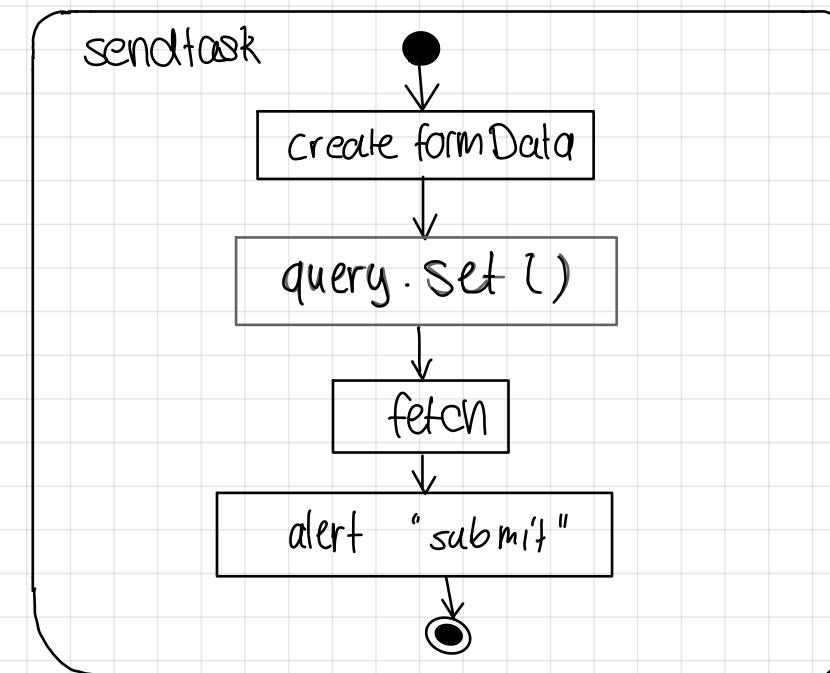 sendtask
create formData
query.set()
fetch
alert "submit"